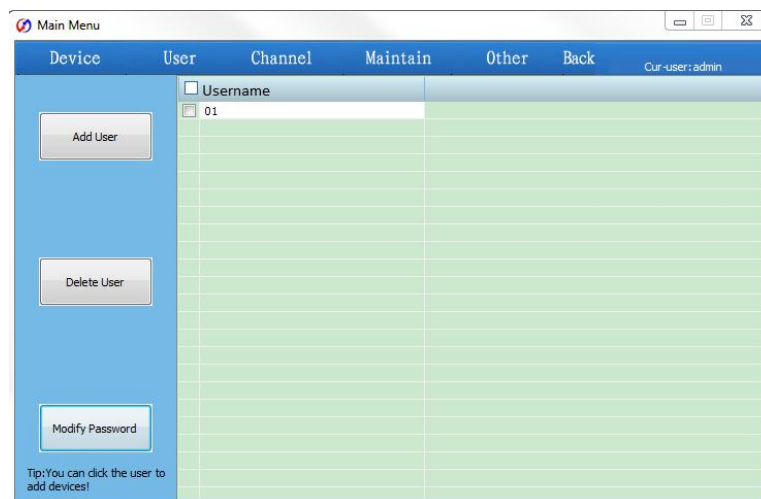 Main Menu
Device User Channel Maintain Other Back Cur-user:admin
Username
01
Add User
Delete User
Modify Password
Tip:You can click the user to
add devices!